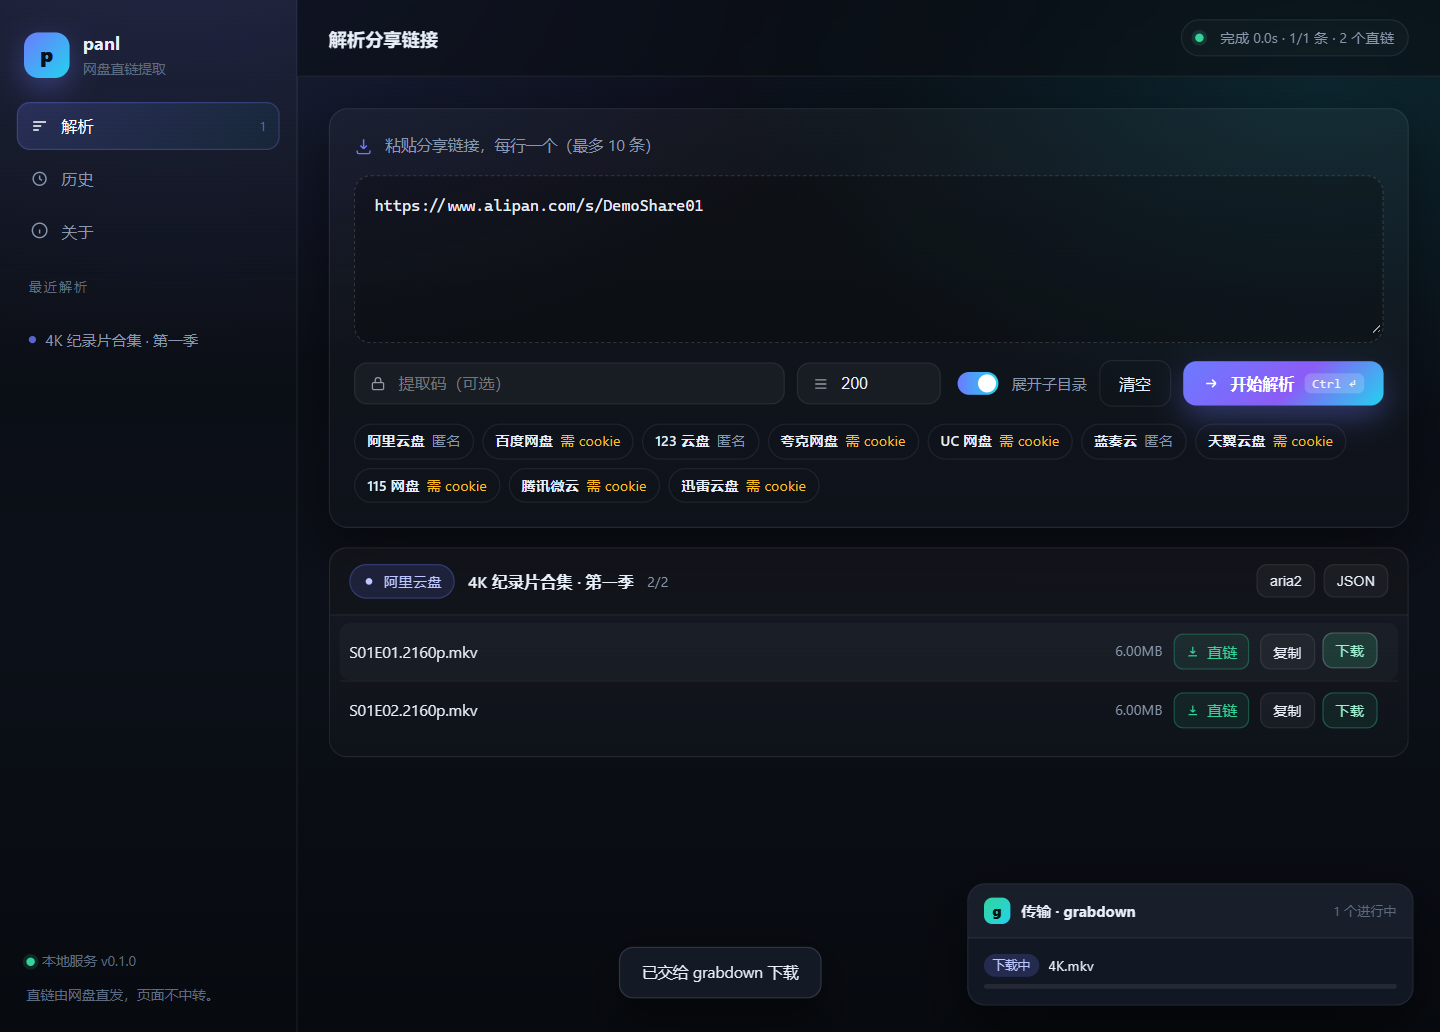 p
panl
网盘直链提取
解析 1
历史
关于
最近解析
4K 纪录片合集 · 第一季
本地服务 v0.1.0
直链由网盘直发，页面不中转。
解析分享链接
完成 0.0s · 1/1 条 · 2 个直链
粘贴分享链接，每行一个（最多 10 条）
https://www.alipan.com/s/DemoShare01
提取码（可选） 200 展开子目录 清空 开始解析 Ctrl ↵
阿里云盘 匿名 百度网盘 需 cookie 123 云盘 匿名 夸克网盘 需 cookie UC 网盘 需 cookie 蓝奏云 匿名 天翼云盘 需 cookie
115 网盘 需 cookie 腾讯微云 需 cookie 迅雷云盘 需 cookie
阿里云盘 4K 纪录片合集 · 第一季 2/2 aria2 JSON
S01E01.2160p.mkv 6.00MB 直链 复制 下载
S01E02.2160p.mkv 6.00MB 直链 复制 下载
已交给 grabdown 下载
g 传输 · grabdown 1 个进行中
下载中 4K.mkv